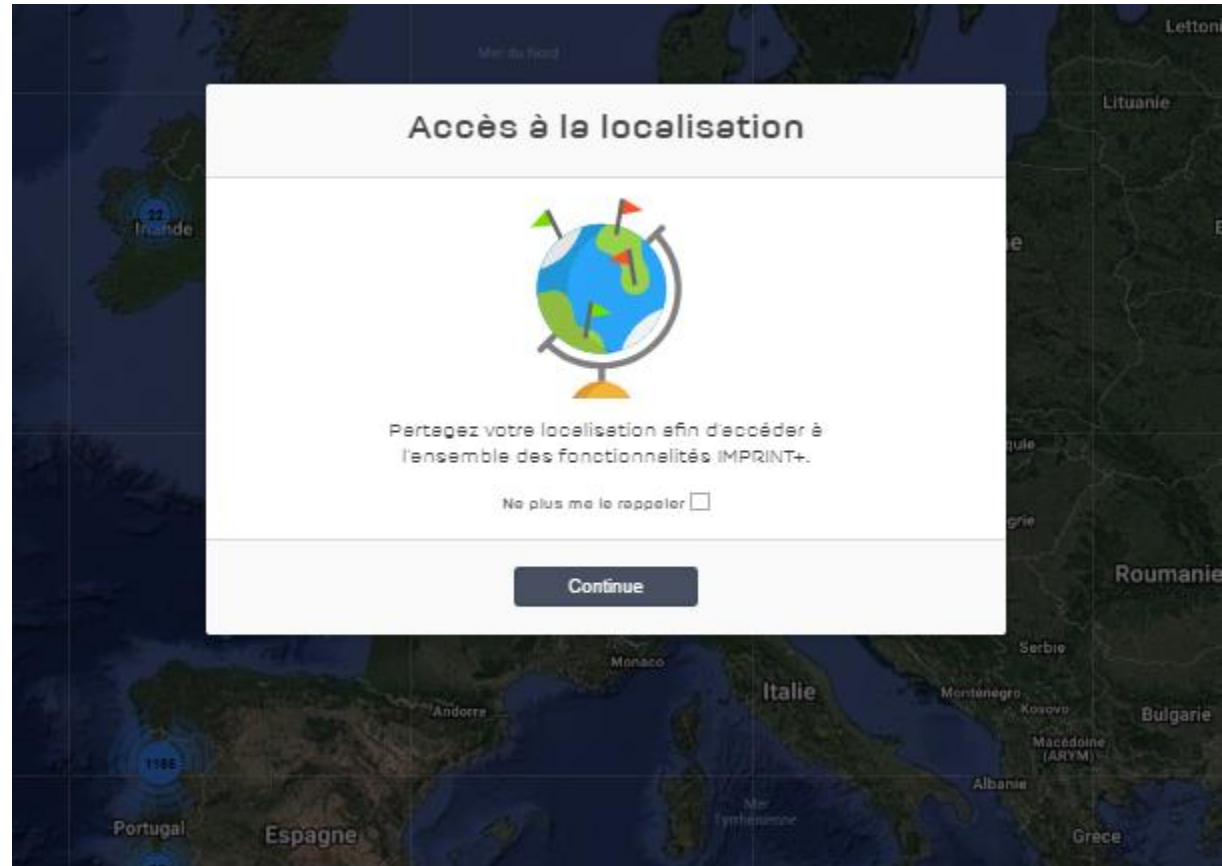 Mer du Nord
Lettoni
Lituanie
Accès à la localisation
22
Irlande
Partagez votre localisation afin d'accéder à
l'ensemble des fonctionnalités IMPRINT+.
Ne plus me le rappeler
Continue
Roumanie
Serbie
Monaco
Italie
Monténégro
Kosovo
Andorre
Bulgarie
Macédoine
(ARYM)
1186
Albanie
Mer
Tyrrhénienne
Portugal
Espagne
Grèce